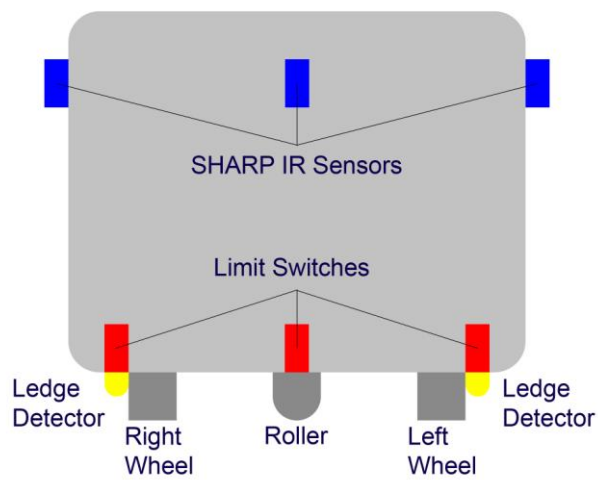 SHARP IR Sensors
Limit Switches
Ledge
Detector
Right
Wheel
Roller
Left
Wheel
Ledge
Detector